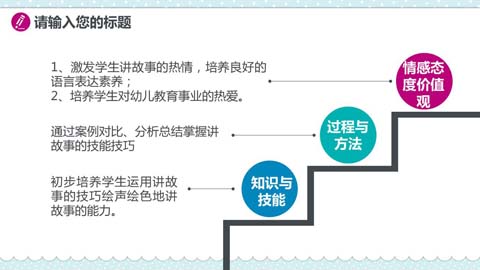 请输入您的标题
1、激发学生讲故事的热情，培养良好的
语言表达素养；
2、培养学生对幼儿教育事业的热爱。
情感态
度价值
观
通过案例对比、分析总结掌握讲
故事的技能技巧
过程与
方法
初步培养学生运用讲故
事的技巧绘声绘色地讲
故事的能力。
知识与
技能